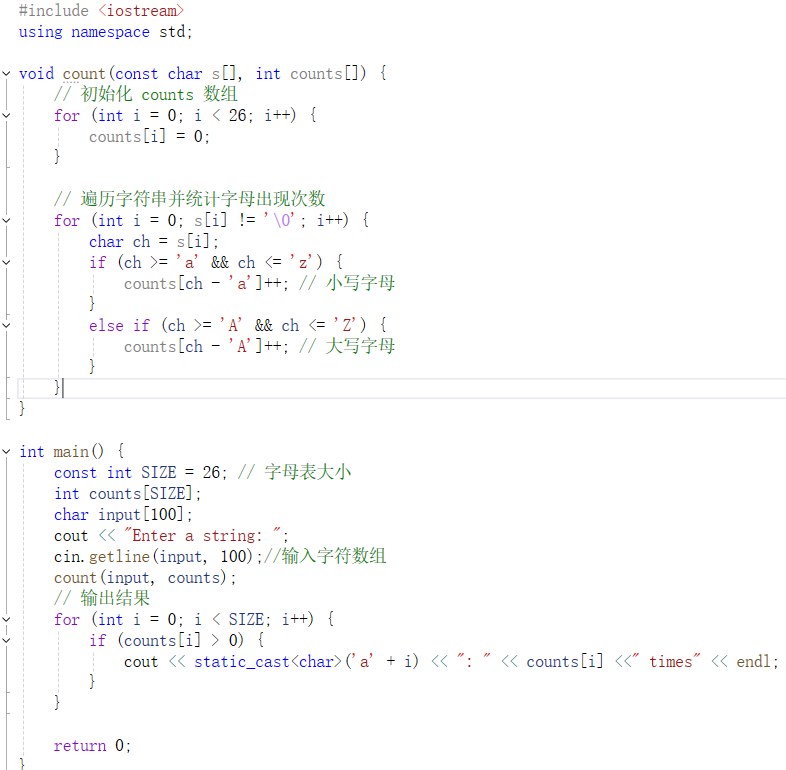 #include <iostream>
using namespace std;
void count(const char s[], int counts[]) {
// 初始化 counts 数组
for (int i = 0; i < 26; i++) {
counts[i] = 0;
}
// 遍历字符串并统计字母出现次数
for (int i = 0; s[i] != '\0'; i++) {
char ch = s[i];
if (ch >= 'a' && ch <= 'z') {
counts[ch - 'a']++; // 小写字母
}
else if (ch >= 'A' && ch <= 'Z') {
counts[ch - 'A']++; // 大写字母
}
}
}
int main() {
const int SIZE = 26; // 字母表大小
int counts[SIZE];
char input[100];
cout << "Enter a string: ";
cin.getline(input, 100);//输入字符数组
count(input, counts);
// 输出结果
for (int i = 0; i < SIZE; i++) {
if (counts[i] > 0) {
cout << static_cast<char>('a' + i) << ": " << counts[i] <<" times" << endl;
}
}
return 0;
}